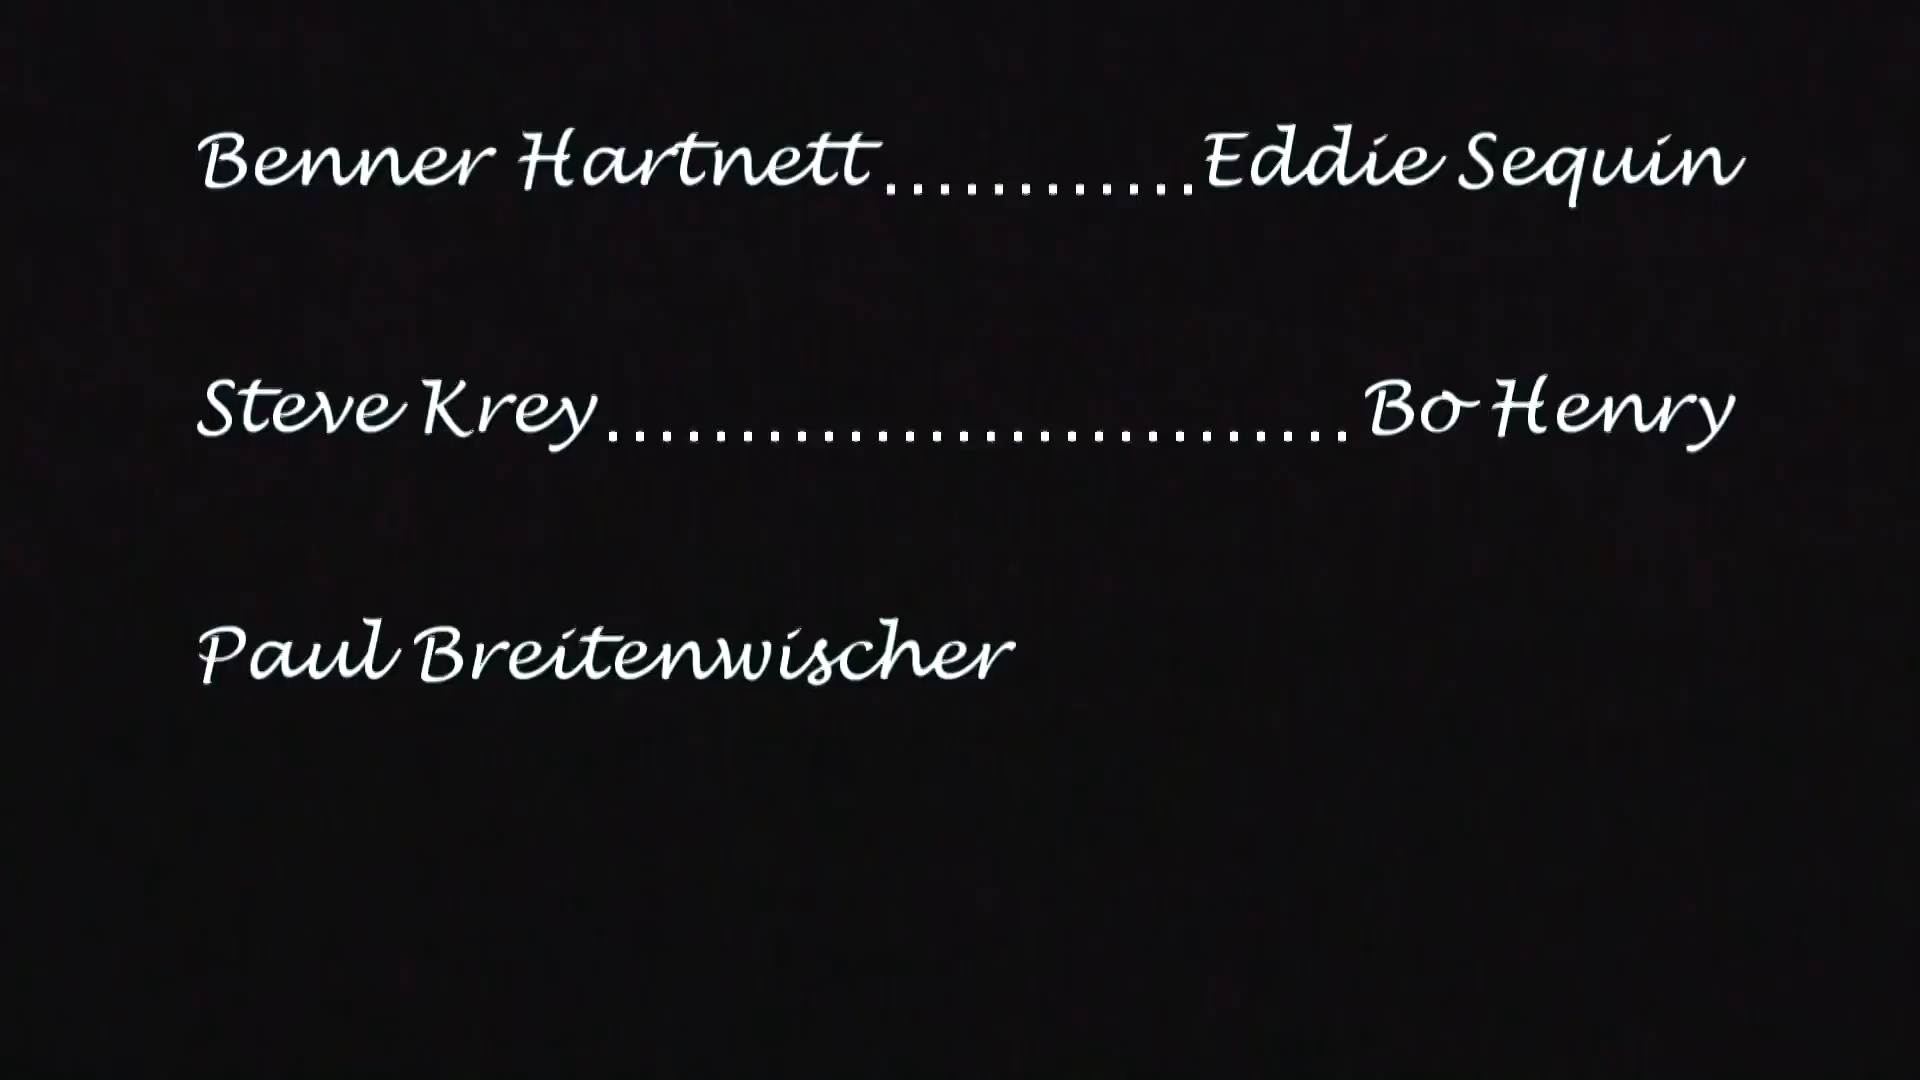 Benner Hartnett............Eddie Sequin
Steve Krey............................Bo Henry
Paul Breitenwischer